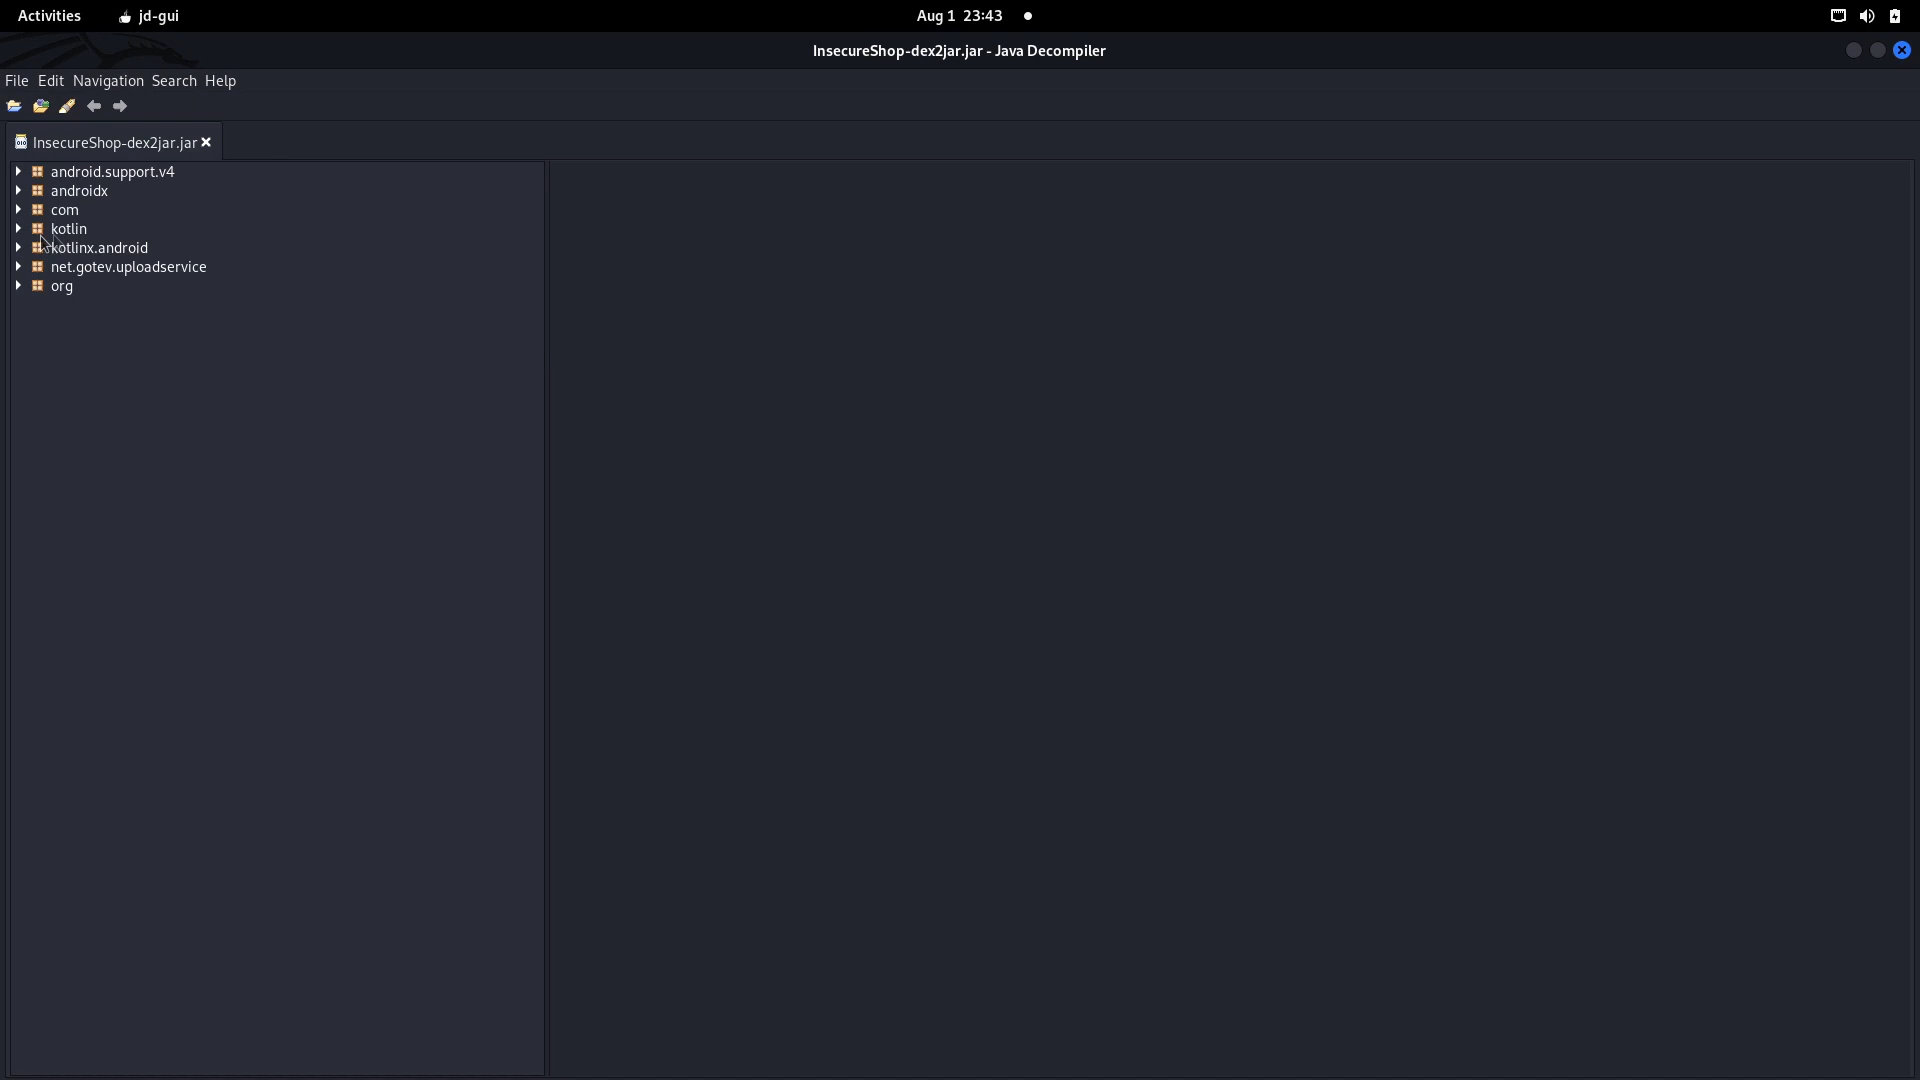 Activities jd-gui Aug 1 23:43
InsecureShop-dex2jar.jar - Java Decompiler
File Edit Navigation Search Help
InsecureShop-dex2jar.jar
android.support.v4
androidx
com
kotlin
kotlinx.android
net.gotev.uploadservice
org